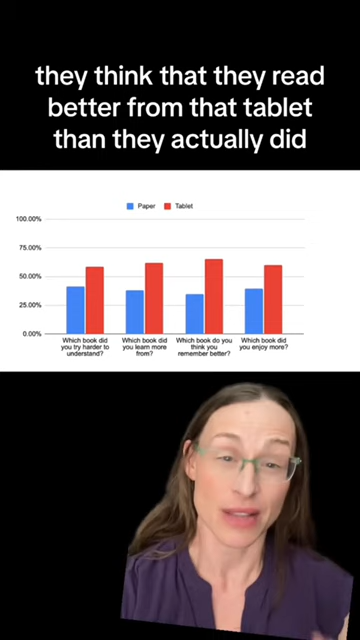 they think that they read
better from that tablet
than they actually did
Paper Tablet
100.00%
75.00%
50.00%
25.00%
0.00%
Which book did
you try harder to
understand?
Which book did
you learn more
from?
Which book do you
think you
remember better?
Which book did
you enjoy more?